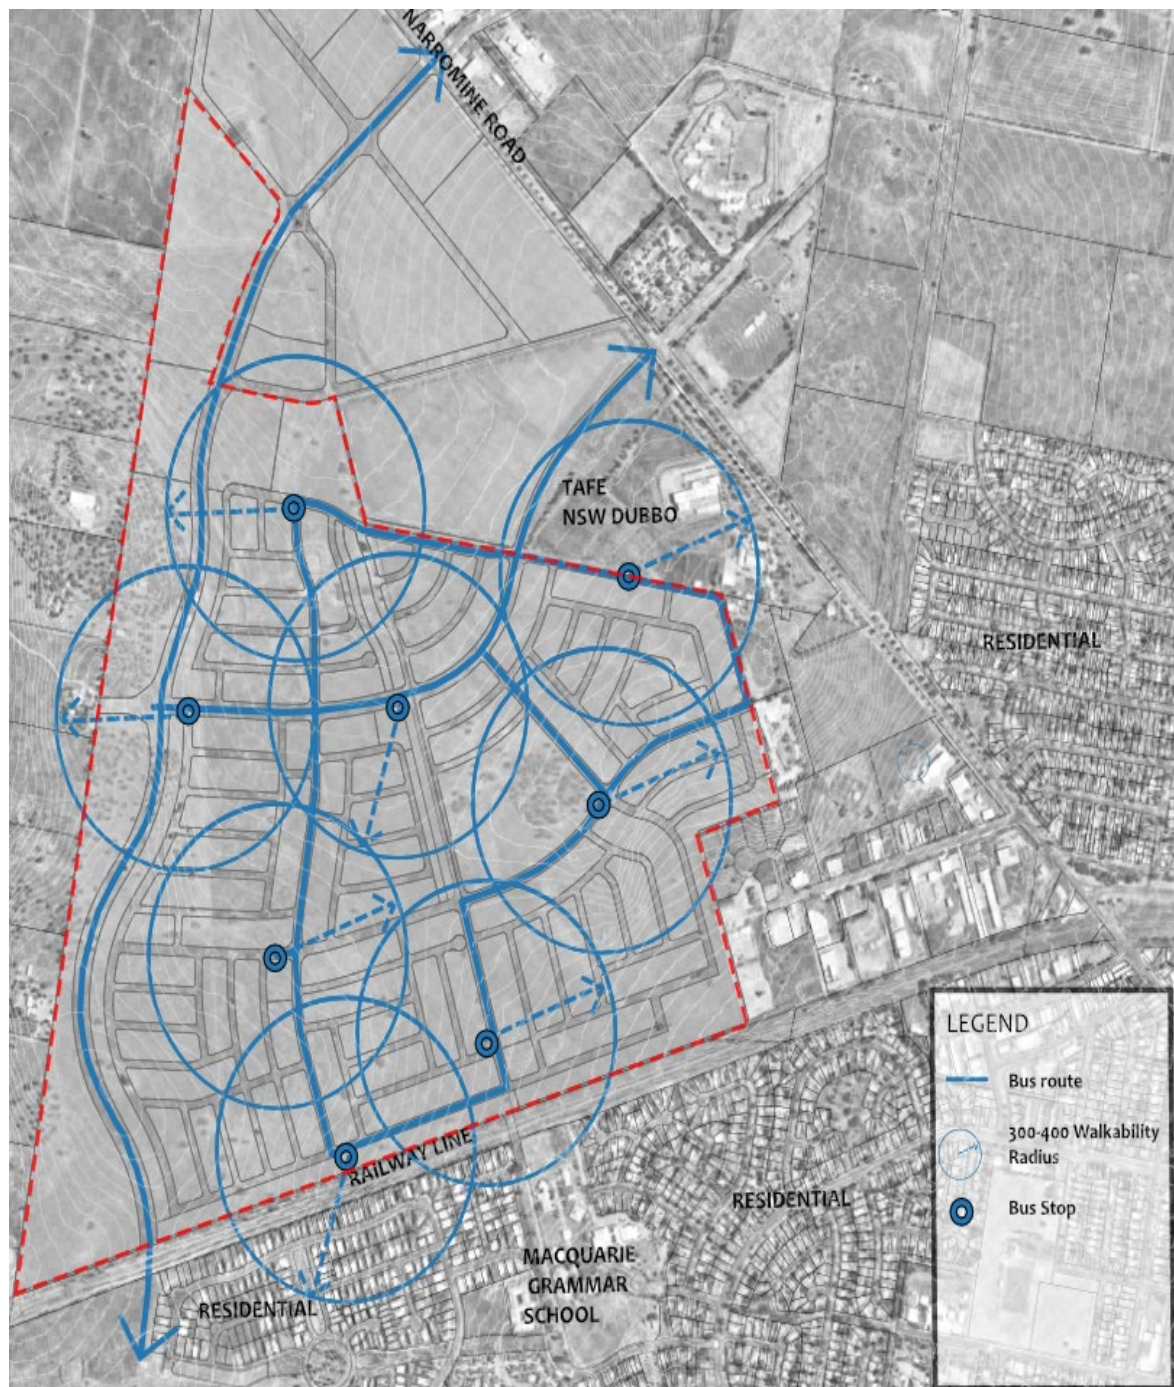 NARROMINE ROAD
TAFE
NSW DUBBO
RESIDENTIAL
LEGEND
Bus route
300-400 Walkability
Radius
Bus Stop
RAILWAY LINE
RESIDENTIAL
MACQUARIE
GRAMMAR
SCHOOL
RESIDENTIAL